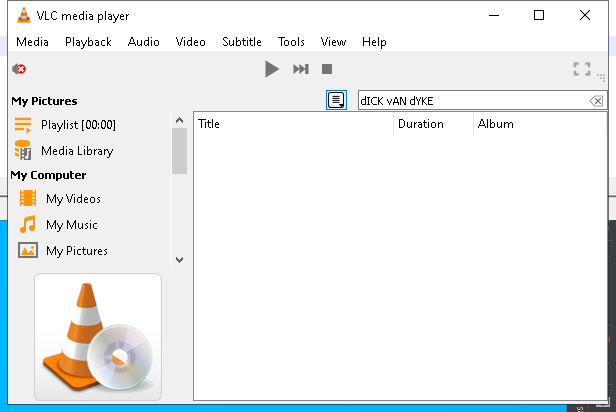 VLC media player
Media Playback Audio Video Subtitle Tools View Help
My Pictures
dICK vAN dYKE
Playlist [00:00]
Title Duration Album
Media Library
My Computer
My Videos
My Music
My Pictures